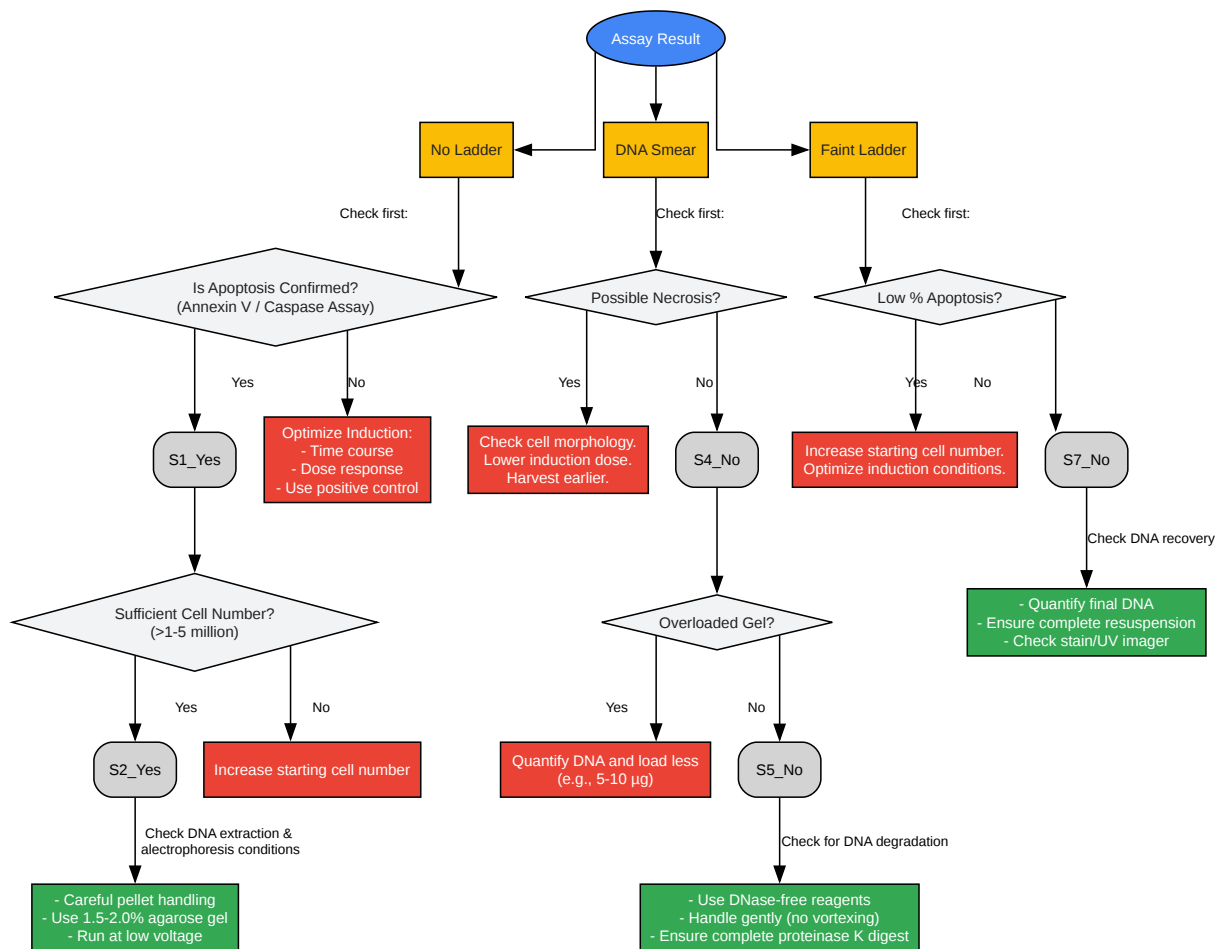 Assay Result
No Ladder
DNA Smear
Faint Ladder
Check first:
Check first:
Check first:
Is Apoptosis Confirmed?
(Annexin V / Caspase Assay)
Possible Necrosis?
Low % Apoptosis?
Yes
No
Yes
No
Yes
No
S1_Yes
Optimize Induction:
- Time course
- Dose response
- Use positive control
Check cell morphology.
Lower induction dose.
Harvest earlier.
S4_No
Increase starting cell number.
Optimize induction conditions.
S7_No
Check DNA recovery
Sufficient Cell Number?
(>1-5 million)
Overloaded Gel?
- Quantify final DNA
- Ensure complete resuspension
- Check stain/UV imager
Yes
No
Yes
No
S2_Yes
Increase starting cell number
Quantify DNA and load less
(e.g., 5-10 µg)
S5_No
Check DNA extraction &
alectrophoresis conditions
Check for DNA degradation
- Careful pellet handling
- Use 1.5-2.0% agarose gel
- Run at low voltage
- Use DNase-free reagents
- Handle gently (no vortexing)
- Ensure complete proteinase K digest